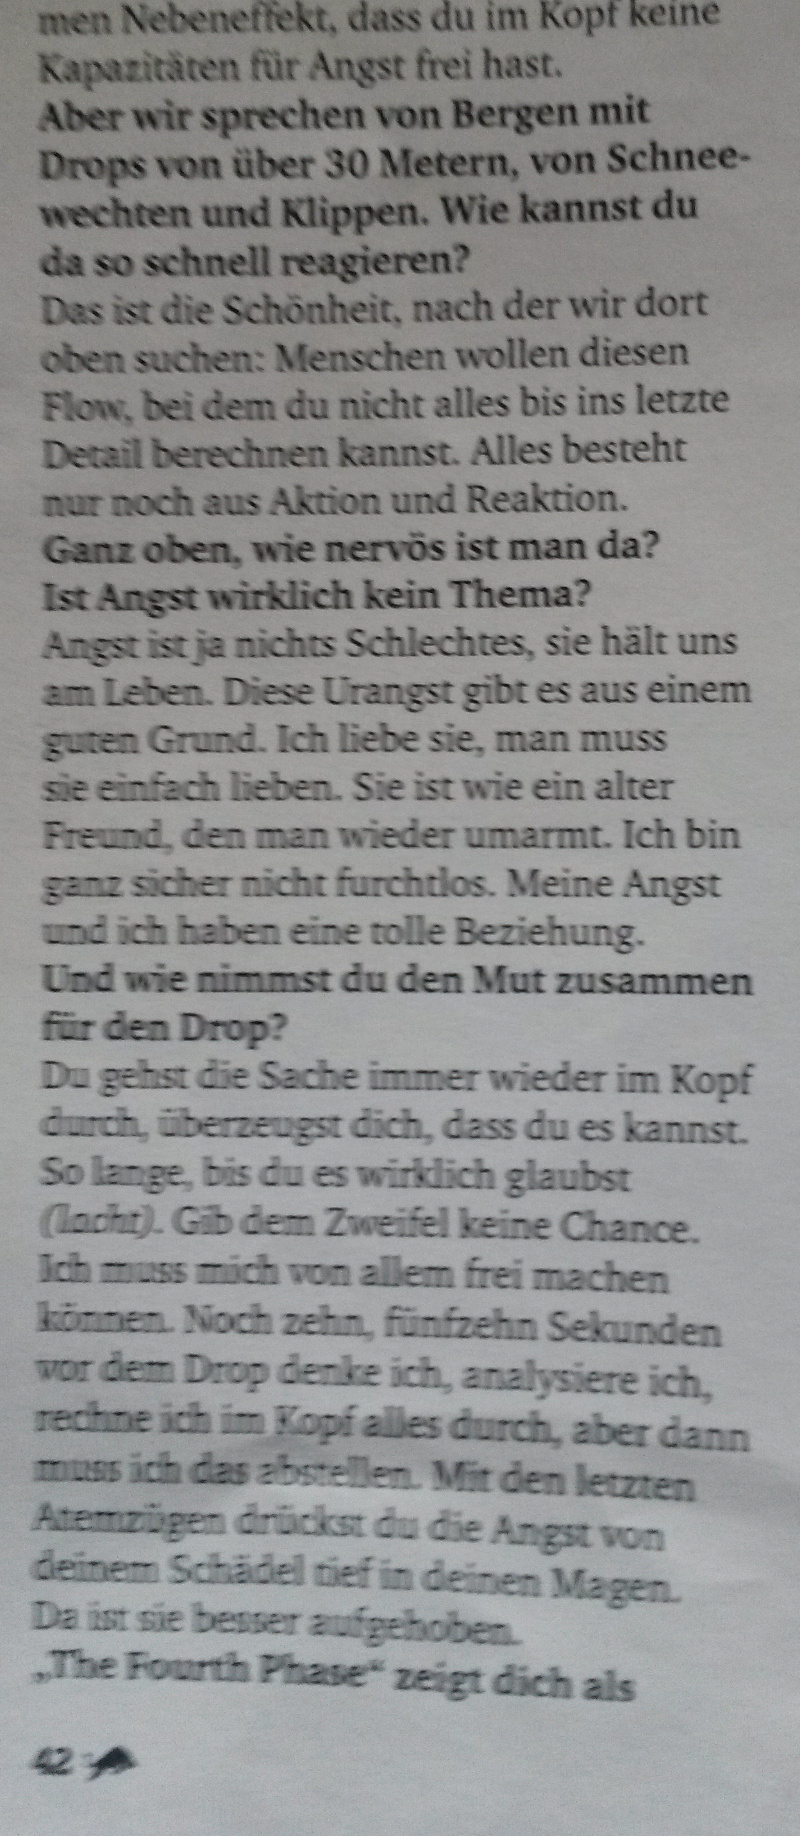 men Nebeneffekt, dass du im Kopf keine
Kapazitäten für Angst frei hast.
Aber wir sprechen von Bergen mit
Drops von über 30 Metern, von Schnee-
wechten und Klippen. Wie kannst du
da so schnell reagieren?
Das ist die Schönheit, nach der wir dort
oben suchen: Menschen wollen diesen
Flow, bei dem du nicht alles bis ins letzte
Detail berechnen kannst. Alles besteht
nur noch aus Aktion und Reaktion.
Ganz oben, wie nervös ist man da?
Ist Angst wirklich kein Thema?
Angst ist ja nichts Schlechtes, sie hält uns
am Leben. Diese Urangst gibt es aus einem
guten Grund. Ich liebe sie, man muss
sie einfach lieben. Sie ist wie ein alter
Freund, den man wieder umarmt. Ich bin
ganz sicher nicht furchtlos. Meine Angst
und ich haben eine tolle Beziehung.
Und wie nimmst du den Mut zusammen
für den Drop?
Du gehst die Sache immer wieder im Kopf
durch, überzeugst dich, dass du es kannst.
So lange, bis du es wirklich glaubst
(lacht). Gib dem Zweifel keine Chance.
Ich muss mich von allem frei machen
können. Noch zehn, fünfzehn Sekunden
vor dem Drop denke ich, analysiere ich,
rechne ich im Kopf alles durch, aber dann
muss ich das abstellen. Mit den letzten
Atemzügen drückst du die Angst von
deinem Schädel tief in deinen Magen.
Da ist sie besser aufgehoben.
„The Fourth Phase“ zeigt dich als
42